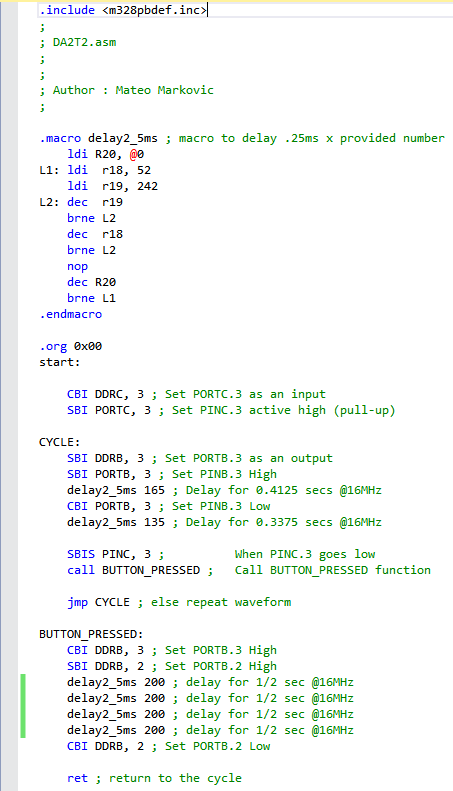 .include <m328pbdef.inc>
;
; DA2T2.asm
;
;
; Author : Mateo Markovic
;
.macro delay2_5ms ; macro to delay .25ms x provided number
ldi R20, @0
L1: ldi r18, 52
ldi r19, 242
L2: dec r19
brne L2
dec r18
brne L2
nop
dec R20
brne L1
.endmacro
.org 0x00
start:
CBI DDRC, 3 ; Set PORTC.3 as an input
SBI PORTC, 3 ; Set PINC.3 active high (pull-up)
CYCLE:
SBI DDRB, 3 ; Set PORTB.3 as an output
SBI PORTB, 3 ; Set PINB.3 High
delay2_5ms 165 ; Delay for 0.4125 secs @16MHz
CBI PORTB, 3 ; Set PINB.3 Low
delay2_5ms 135 ; Delay for 0.3375 secs @16MHz
SBIS PINC, 3 ; When PINC.3 goes low
call BUTTON_PRESSED ; Call BUTTON_PRESSED function
jmp CYCLE ; else repeat waveform
BUTTON_PRESSED:
CBI DDRB, 3 ; Set PORTB.3 High
SBI DDRB, 2 ; Set PORTB.2 High
delay2_5ms 200 ; delay for 1/2 sec @16MHz
delay2_5ms 200 ; delay for 1/2 sec @16MHz
delay2_5ms 200 ; delay for 1/2 sec @16MHz
delay2_5ms 200 ; delay for 1/2 sec @16MHz
CBI DDRB, 2 ; Set PORTB.2 Low
ret ; return to the cycle